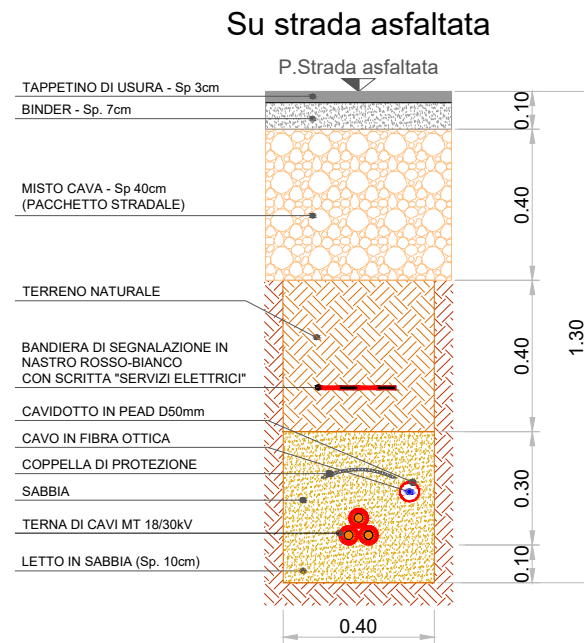 Su strada asfaltata
P.Strada asfaltata
TAPPETINO DI USURA - Sp 3cm
BINDER - Sp. 7cm
MISTO CAVA - Sp 40cm
(PACCHETTO STRADALE)
TERRENO NATURALE
BANDIERA DI SEGNALAZIONE IN
NASTRO ROSSO-BIANCO
CON SCRITTA "SERVIZI ELETTRICI"
CAVIDOTTO IN PEAD D50mm
CAVO IN FIBRA OTTICA
COPPELLA DI PROTEZIONE
SABBIA
TERNA DI CAVI MT 18/30kV
LETTO IN SABBIA (Sp. 10cm)
0.10
0.40
0.40
0.30
0.10
1.30
0.40